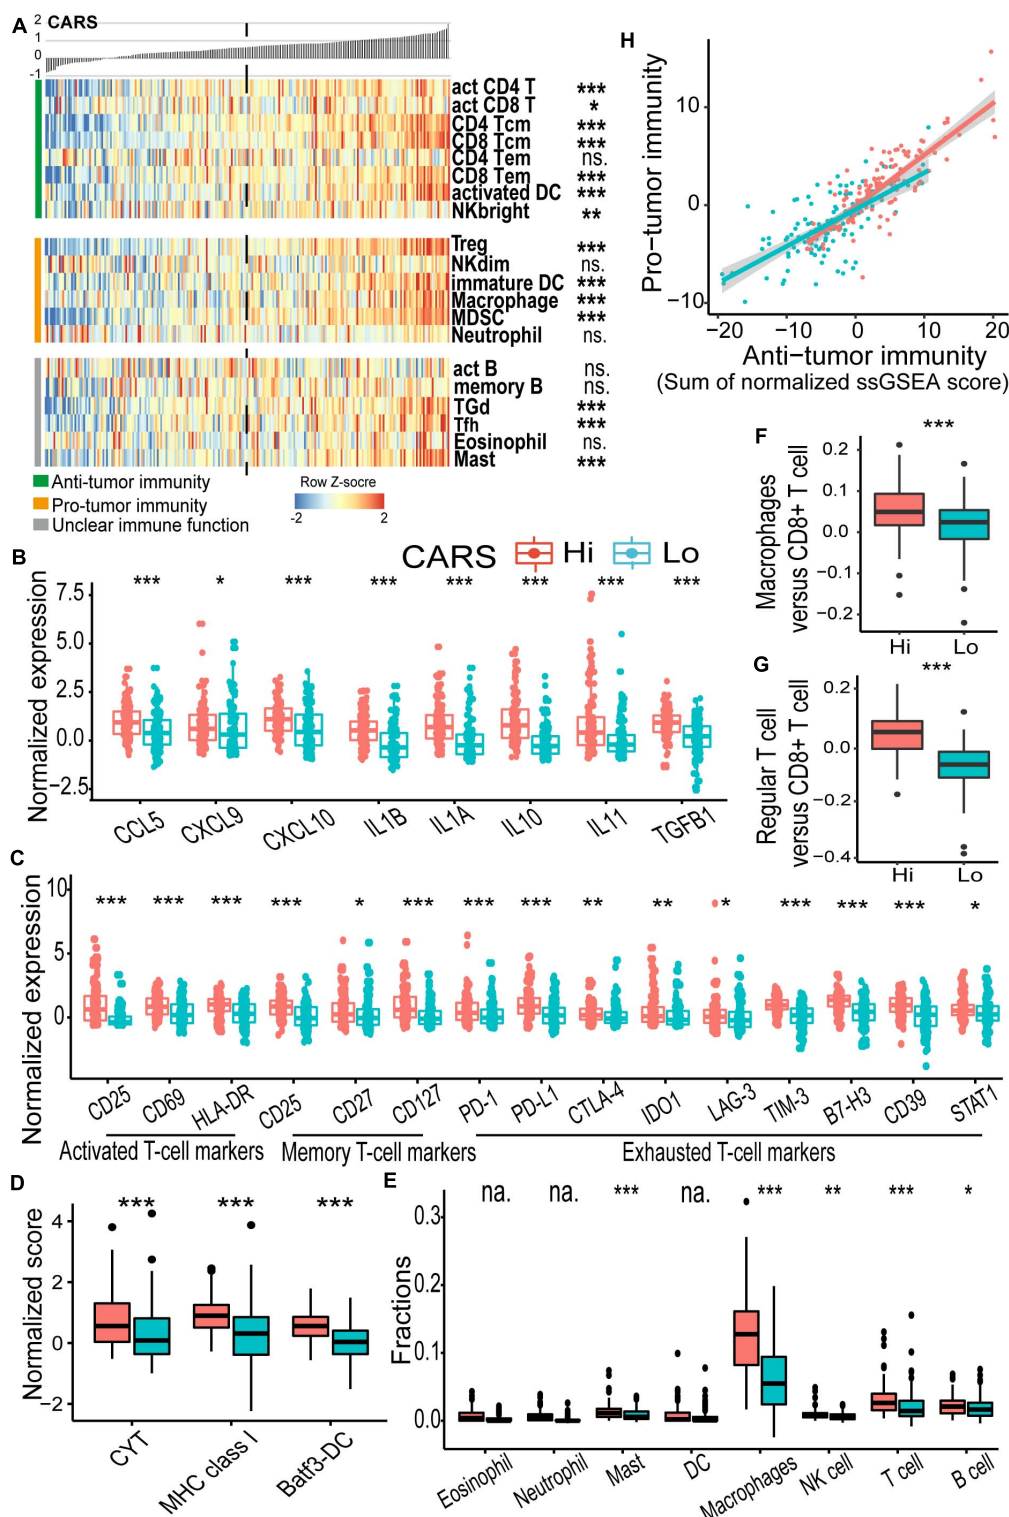 A
CARS
2
1
0
-1
act CD4 T ***
act CD8 T *
CD4 Tcm ***
CD8 Tcm ***
CD4 Tem ns.
CD8 Tem ***
activated DC ***
NKbright **
Treg ***
NKdim ns.
immature DC ***
Macrophage ***
MDSC ***
Neutrophil ns.
act B ns.
memory B ns.
TGd ***
Tfh ***
Eosinophil ns.
Mast ***
Anti-tumor immunity
Pro-tumor immunity
Unclear immune function
Row Z-socre
-2 2
H
Pro−tumor immunity
10
0
−10
−20 −10 0 10 20
Anti−tumor immunity
(Sum of normalized ssGSEA score)
F
***
Macrophages
versus CD8+ T cell
0.2
0.1
0.0
−0.1
−0.2
Hi Lo
G
***
Regular T cell
versus CD8+ T cell
0.2
0.0
−0.2
−0.4
Hi Lo
B
CARS Hi Lo
*** * *** *** *** *** *** ***
Normalized expression
7.5
5.0
2.5
0.0
−2.5
CCL5 CXCL9 CXCL10 IL1B IL1A IL10 IL11 TGFB1
C
Normalized expression
10
5
0
*** *** *** *** * *** *** *** ** ** * *** *** *** *
CD25 CD69 HLA-DR CD25 CD27 CD127 PD-1 PD-L1 CTLA-4 IDO1 LAG-3 TIM-3 B7-H3 CD39 STAT1
Activated T-cell markers Memory T-cell markers Exhausted T-cell markers
D
*** *** ***
Normalized score
4
2
0
−2
CYT MHC class I Batf3-DC
E
na. na. *** na. *** ** *** *
Fractions
0.3
0.2
0.1
0.0
Eosinophil Neutrophil Mast DC Macrophages NK cell T cell B cell